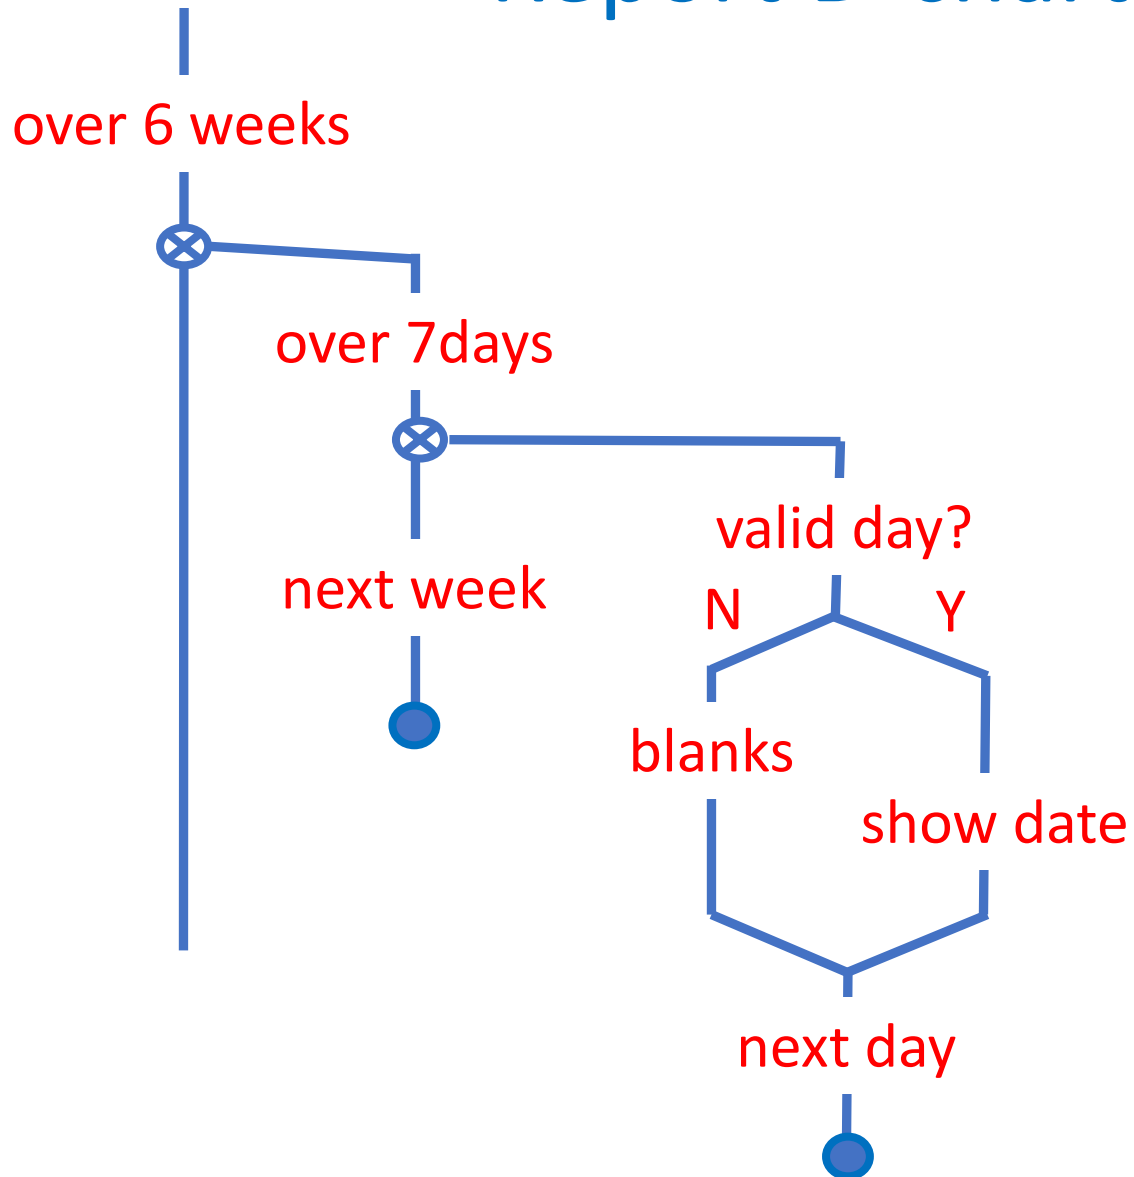 over 6 weeks
over 7days
valid day?
next week
N
Y
blanks
show date
next day